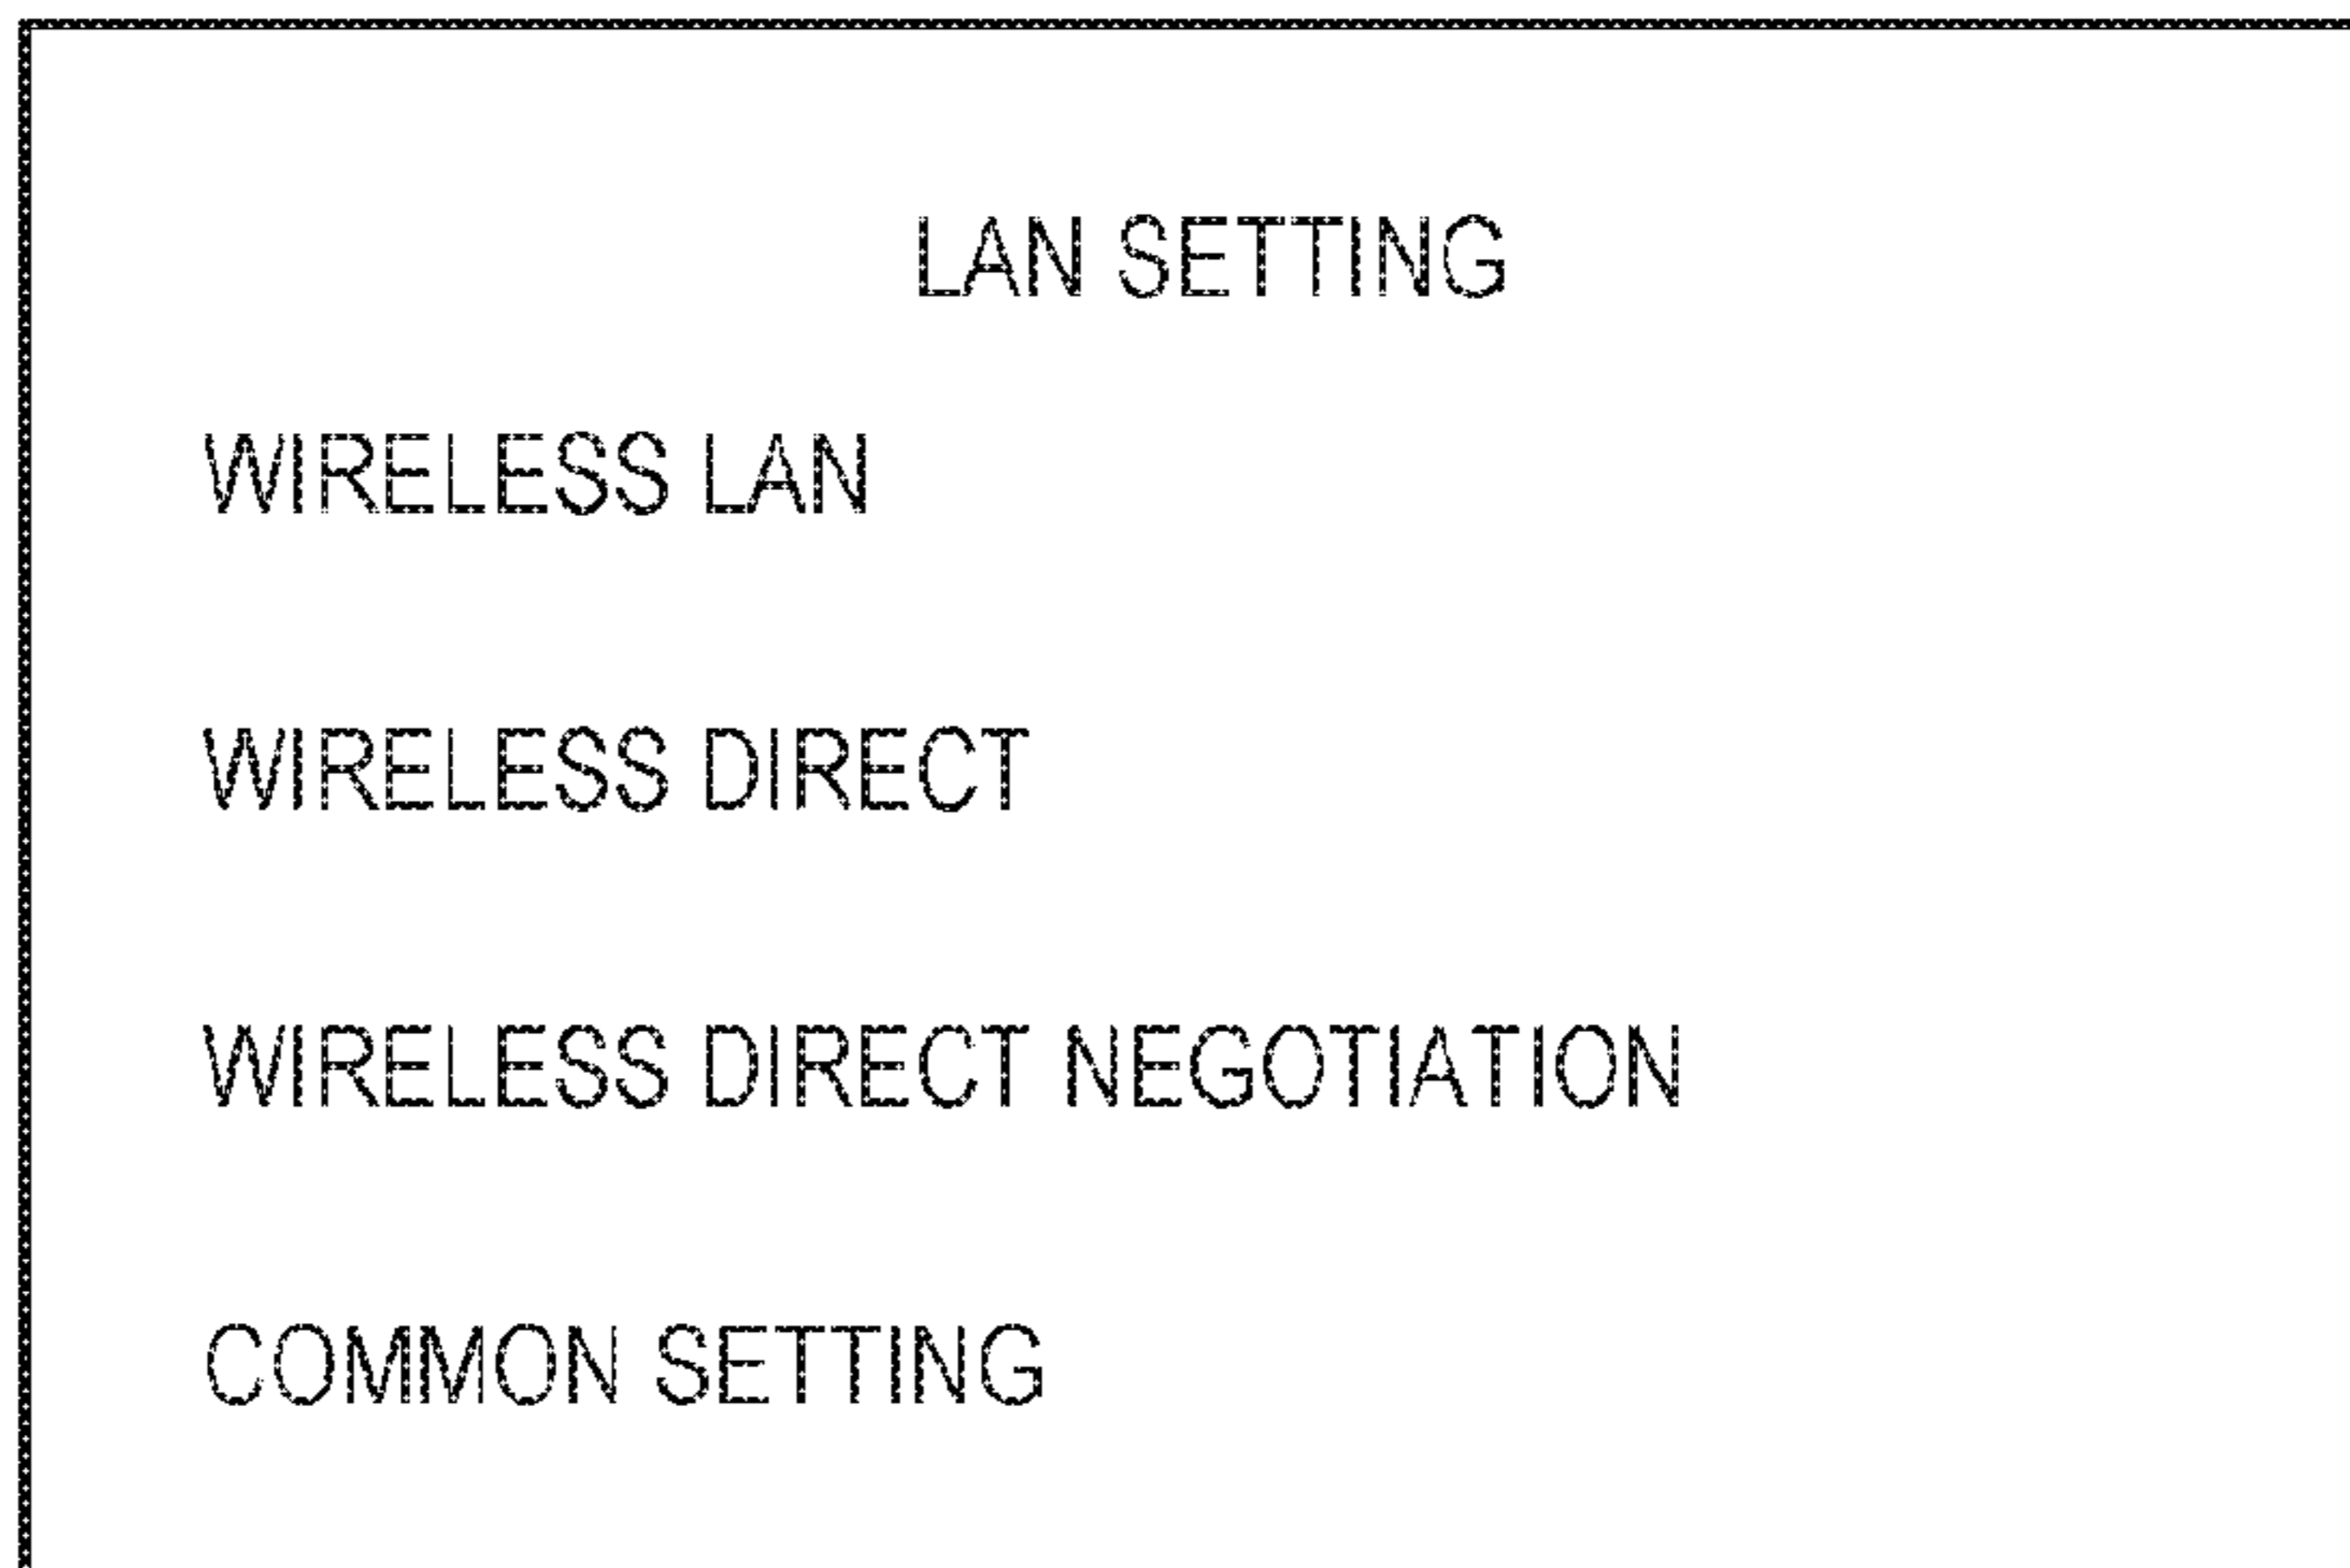 LAN SETTING
WIRELESS LAN
WIRELESS DIRECT
WIRELESS DIRECT NEGOTIATION
COMMON SETTING